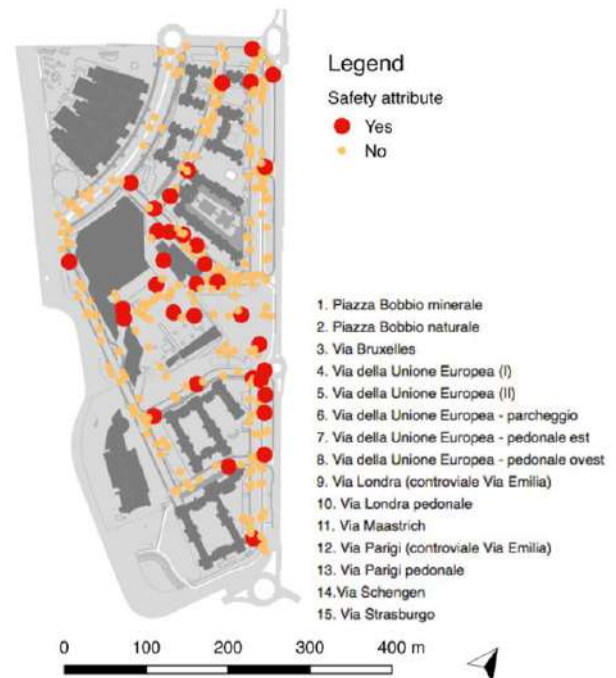 Legend
Safety attribute
Yes
No
1. Piazza Bobbio minerale
2. Piazza Bobbio naturale
3. Via Bruxelles
4. Via della Unione Europea (I)
5. Via della Unione Europea (II)
6. Via della Unione Europea - parcheggio
7. Via della Unione Europea - pedonale est
8. Via della Unione Europea - pedonale ovest
9. Via Londra (controviale Via Emilia)
10. Via Londra pedonale
11. Via Maastrich
12. Via Parigi (controviale Via Emilia)
13. Via Parigi pedonale
14.Via Schengen
15. Via Strasburgo
0 100 200 300 400 m